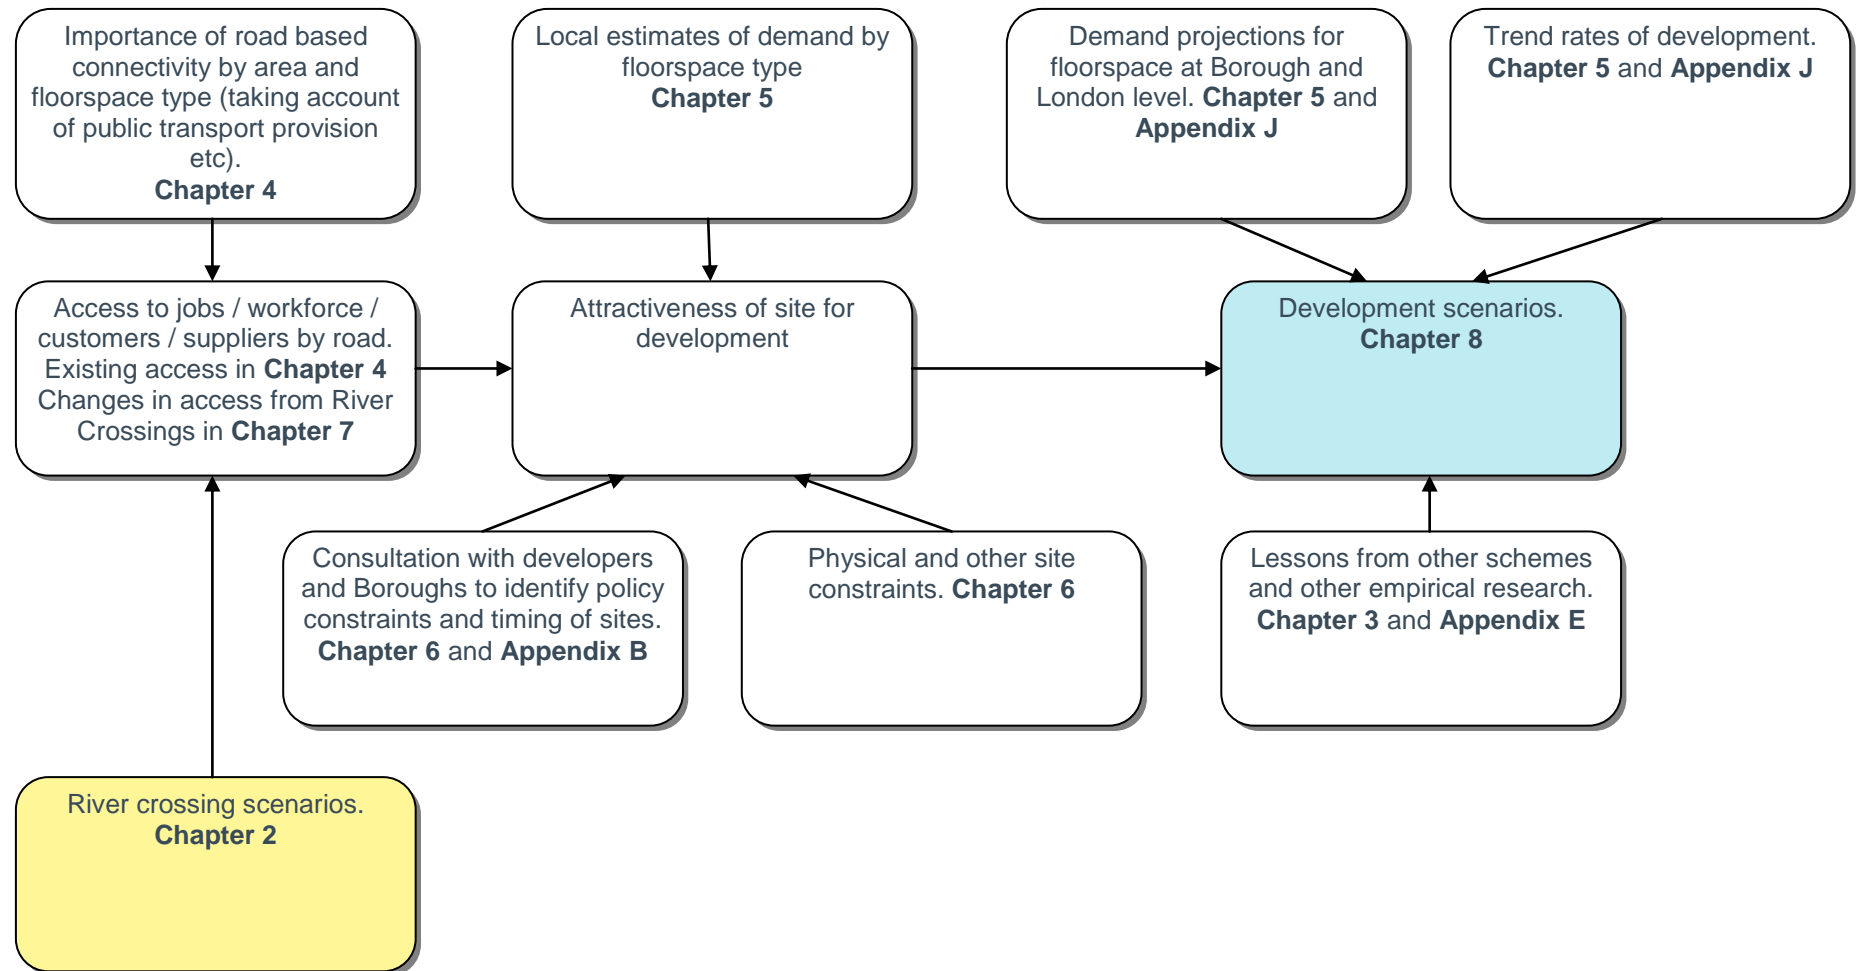 Importance of road based
connectivity by area and
floorspace type (taking account
of public transport provision
etc).
Chapter 4
Local estimates of demand by
floorspace type
Chapter 5
Demand projections for
floorspace at Borough and
London level. Chapter 5 and
Appendix J
Trend rates of development.
Chapter 5 and Appendix J
Access to jobs / workforce /
customers / suppliers by road.
Existing access in Chapter 4
Changes in access from River
Crossings in Chapter 7
Attractiveness of site for
development
Development scenarios.
Chapter 8
Consultation with developers
and Boroughs to identify policy
constraints and timing of sites.
Chapter 6 and Appendix B
Physical and other site
constraints. Chapter 6
Lessons from other schemes
and other empirical research.
Chapter 3 and Appendix E
River crossing scenarios.
Chapter 2